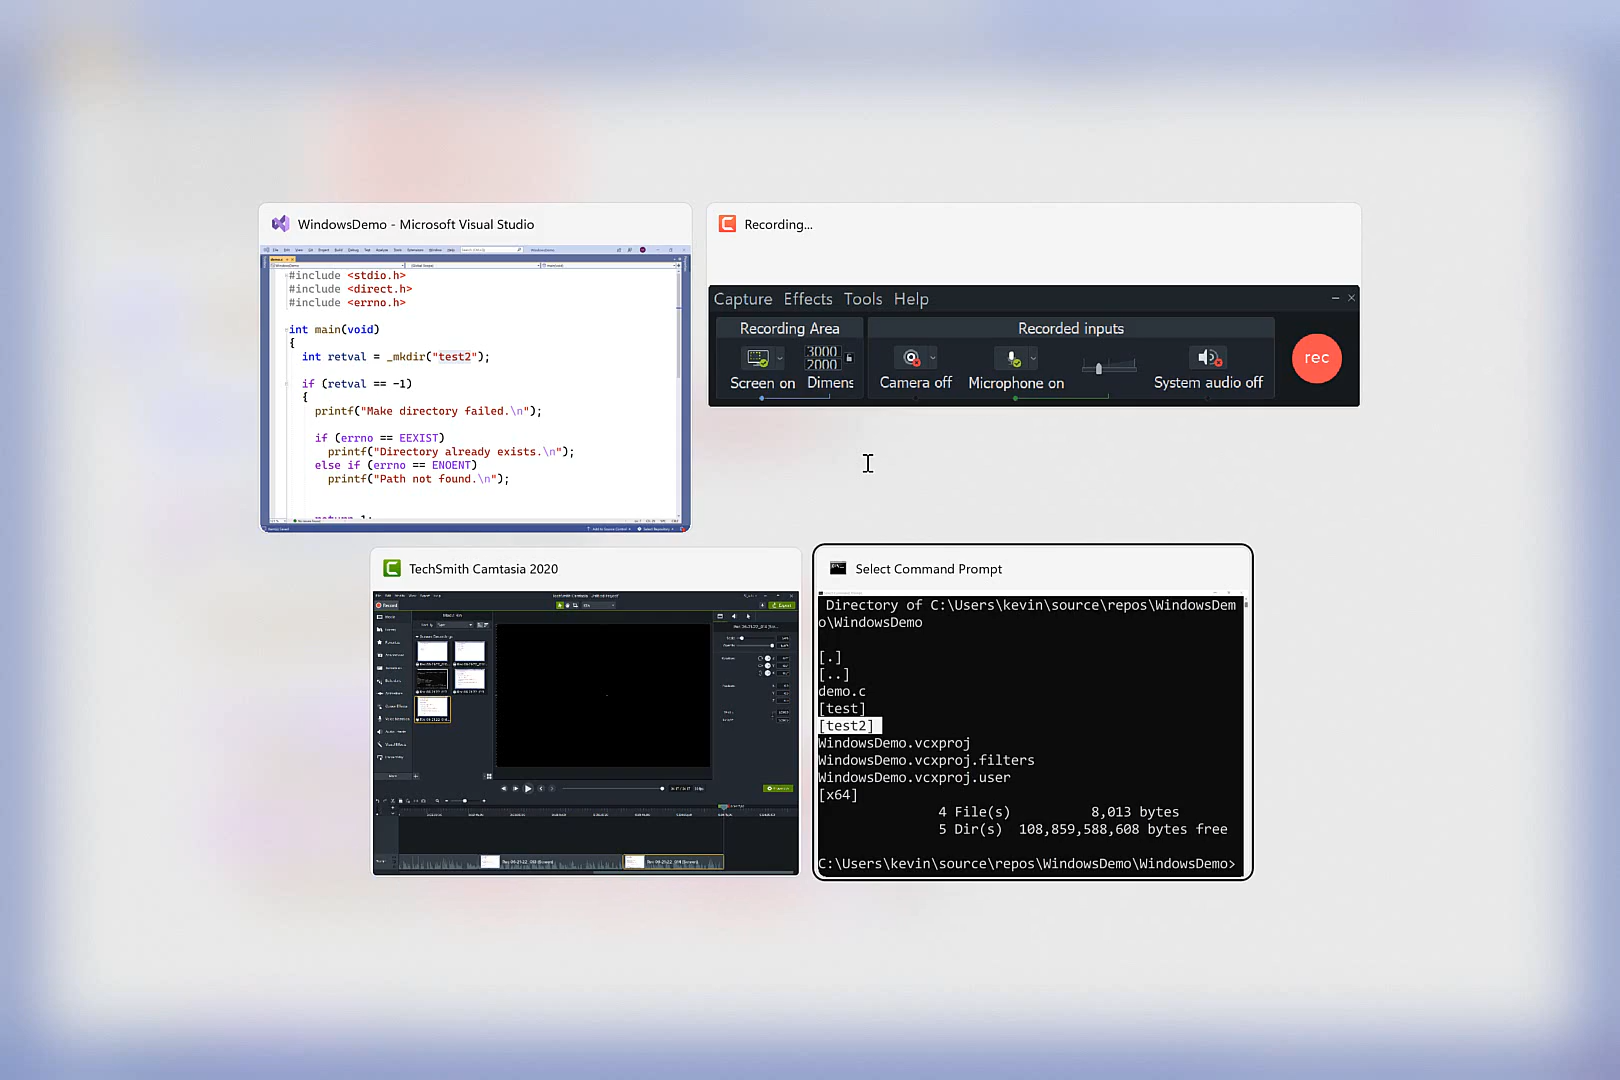 WindowsDemo - Microsoft Visual Studio
#include <stdio.h>
#include <direct.h>
#include <errno.h>
int main(void)
{
int retval = _mkdir("test2");
if (retval == -1)
{
printf("Make directory failed.\n");
if (errno == EEXIST)
printf("Directory already exists.\n");
else if (errno == ENOENT)
printf("Path not found.\n");
Recording...
Capture Effects Tools Help
Recording Area
Recorded inputs
3000
2000
rec
Screen on
Dimens
Camera off
Microphone on
System audio off
TechSmith Camtasia 2020
Select Command Prompt
Directory of C:\Users\kevin\source\repos\WindowsDem
o\WindowsDemo
[.]
[..]
demo.c
[test]
[test2]
WindowsDemo.vcxproj
WindowsDemo.vcxproj.filters
WindowsDemo.vcxproj.user
[x64]
4 File(s) 8,013 bytes
5 Dir(s) 108,859,588,608 bytes free
C:\Users\kevin\source\repos\WindowsDemo\WindowsDemo>